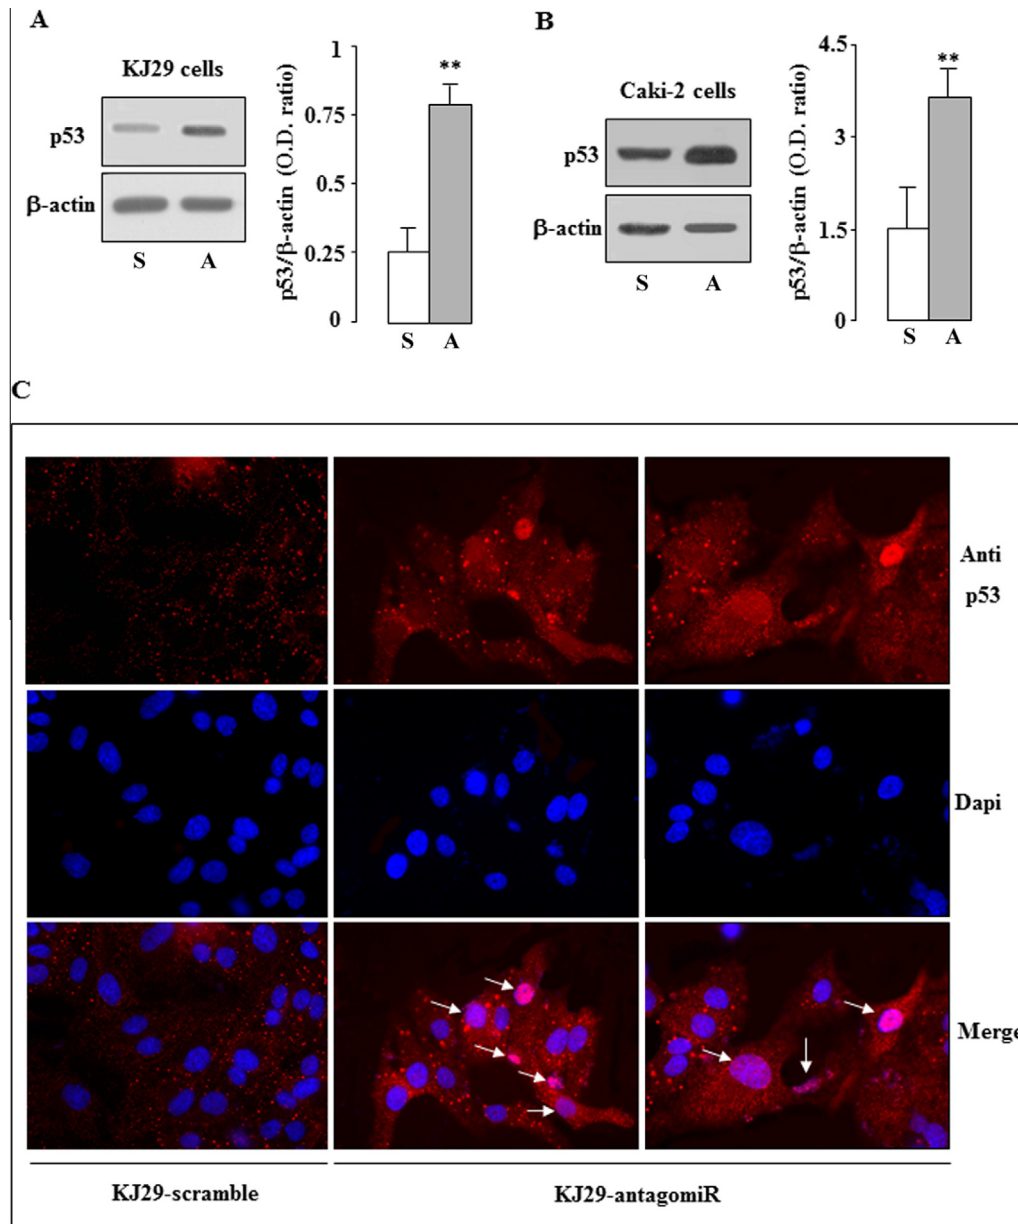 A
KJ29 cells
p53
β-actin
S A
p53/β-actin (O.D. ratio)
1
0.75
0.5
0.25
0
**
S A
B
Caki-2 cells
p53
β-actin
S A
p53/β-actin (O.D. ratio)
4.5
3
1.5
0
**
S A
C
Anti
p53
Dapi
Merge
KJ29-scramble
KJ29-antagomiR